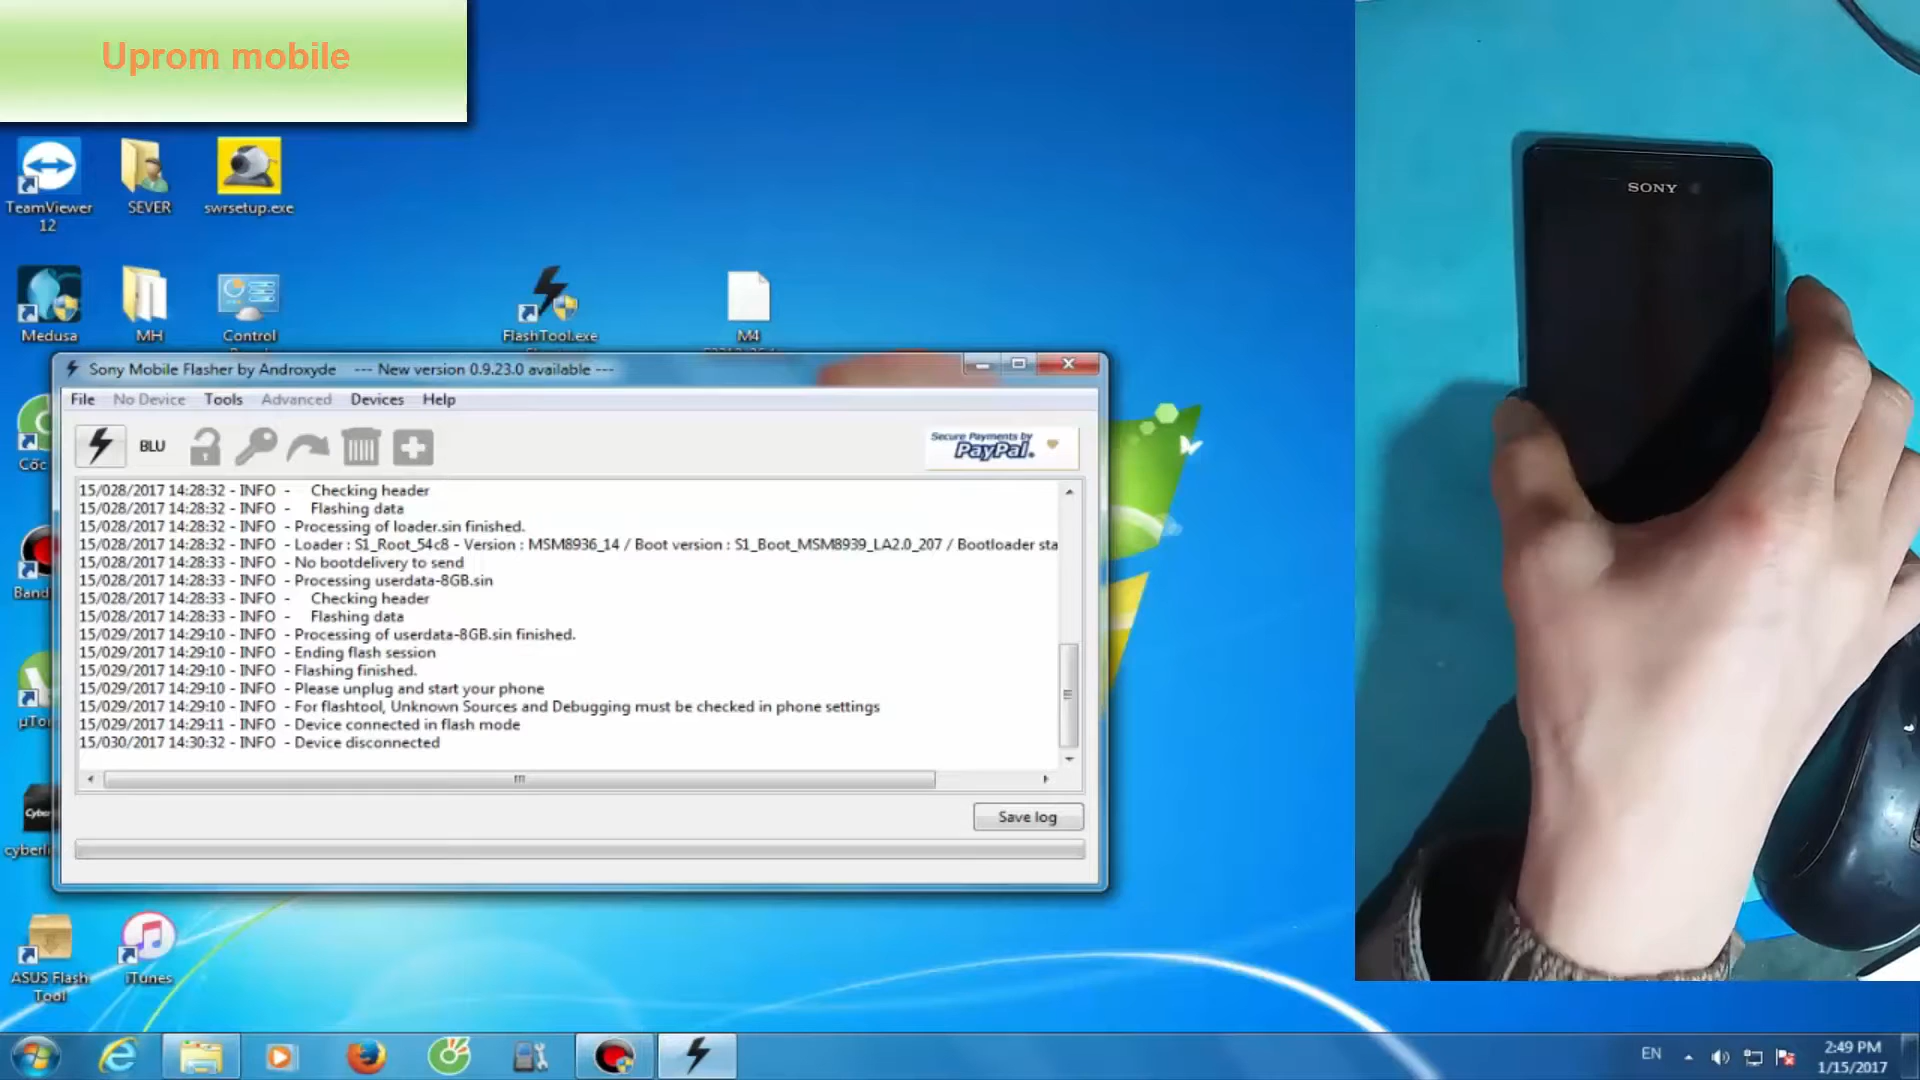 Uprom mobile
TeamViewer
12
SEVER
swrsetup.exe
SONY
Medusa
MH
Control
FlashTool.exe
M4
Sony Mobile Flasher by Androxyde --- New version 0.9.23.0 available ---
File No Device Tools Advanced Devices Help
BLU
Secure Payments by
PayPal.
15/028/2017 14:28:32 - INFO - Checking header
15/028/2017 14:28:32 - INFO - Flashing data
15/028/2017 14:28:32 - INFO - Processing of loader.sin finished.
15/028/2017 14:28:32 - INFO - Loader : S1_Root_54c8 - Version : MSM8936_14 / Boot version : S1_Boot_MSM8939_LA2.0_207 / Bootloader sta
15/028/2017 14:28:33 - INFO - No bootdelivery to send
15/028/2017 14:28:33 - INFO - Processing userdata-8GB.sin
15/028/2017 14:28:33 - INFO - Checking header
15/028/2017 14:28:33 - INFO - Flashing data
15/029/2017 14:29:10 - INFO - Processing of userdata-8GB.sin finished.
15/029/2017 14:29:10 - INFO - Ending flash session
15/029/2017 14:29:10 - INFO - Flashing finished.
15/029/2017 14:29:10 - INFO - Please unplug and start your phone
15/029/2017 14:29:10 - INFO - For flashtool, Unknown Sources and Debugging must be checked in phone settings
15/029/2017 14:29:11 - INFO - Device connected in flash mode
15/030/2017 14:30:32 - INFO - Device disconnected
Cốc
Band
µTo
Cyber
cyberli
Save log
ASUS Flash
Tool
iTunes
EN
2:49 PM
1/15/2017